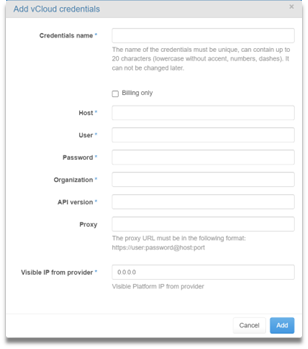 Add vCloud credentials
×
Credentials name *
The name of the credentials must be unique, can contain up to
20 characters (lowercase without accent, numbers, dashes). It
can not be changed later.
Billing only
Host *
User *
Password *
Organization *
API version *
Proxy
The proxy URL must be in the following format:
https://user:password@host:port
Visible IP from provider *
0.0.0.0
Visible Platform IP from provider
Cancel
Add